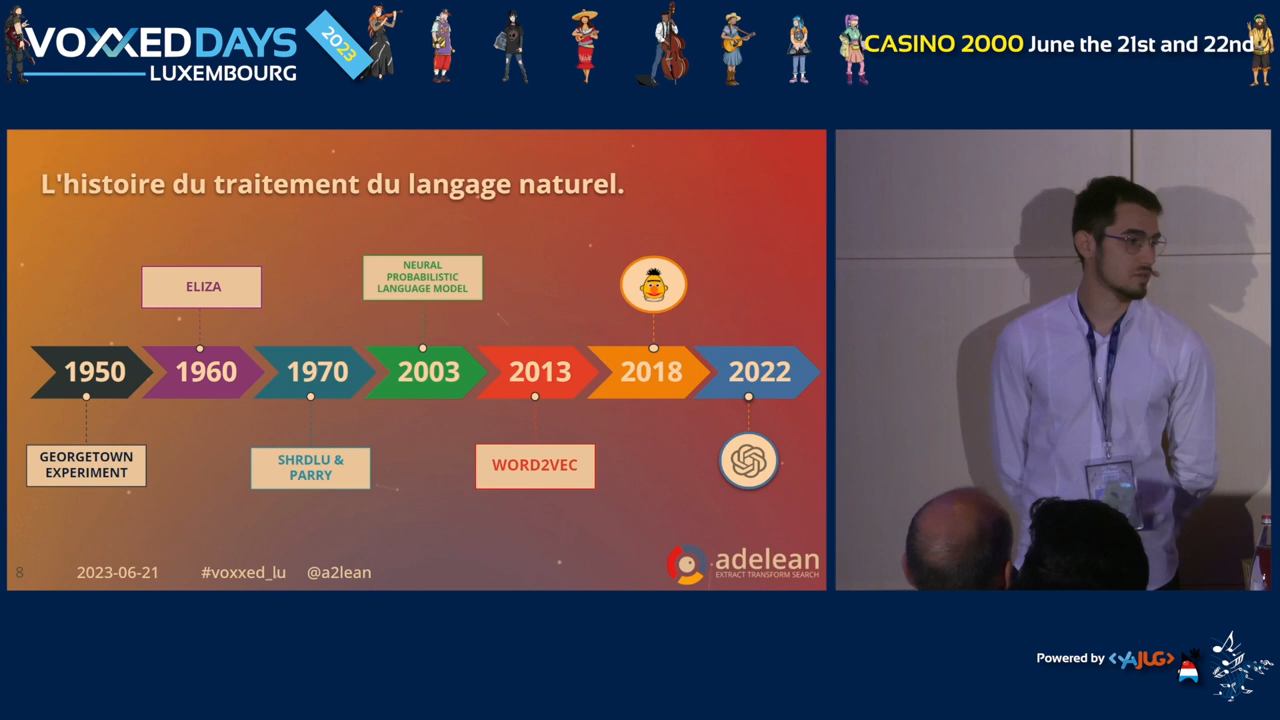 VOXXED DAYS
LUXEMBOURG
2023
CASINO 2000 June the 21st and 22nd
L'histoire du traitement du langage naturel.
ELIZA
NEURAL
PROBABILISTIC
LANGUAGE MODEL
1950
1960
1970
2003
2013
2018
2022
GEORGETOWN
EXPERIMENT
SHRDLU &
PARRY
WORD2VEC
8
2023-06-21
#voxxed_lu
@a2lean
adelean
EXTRACT TRANSFORM SEARCH
Powered by <YAJUG>